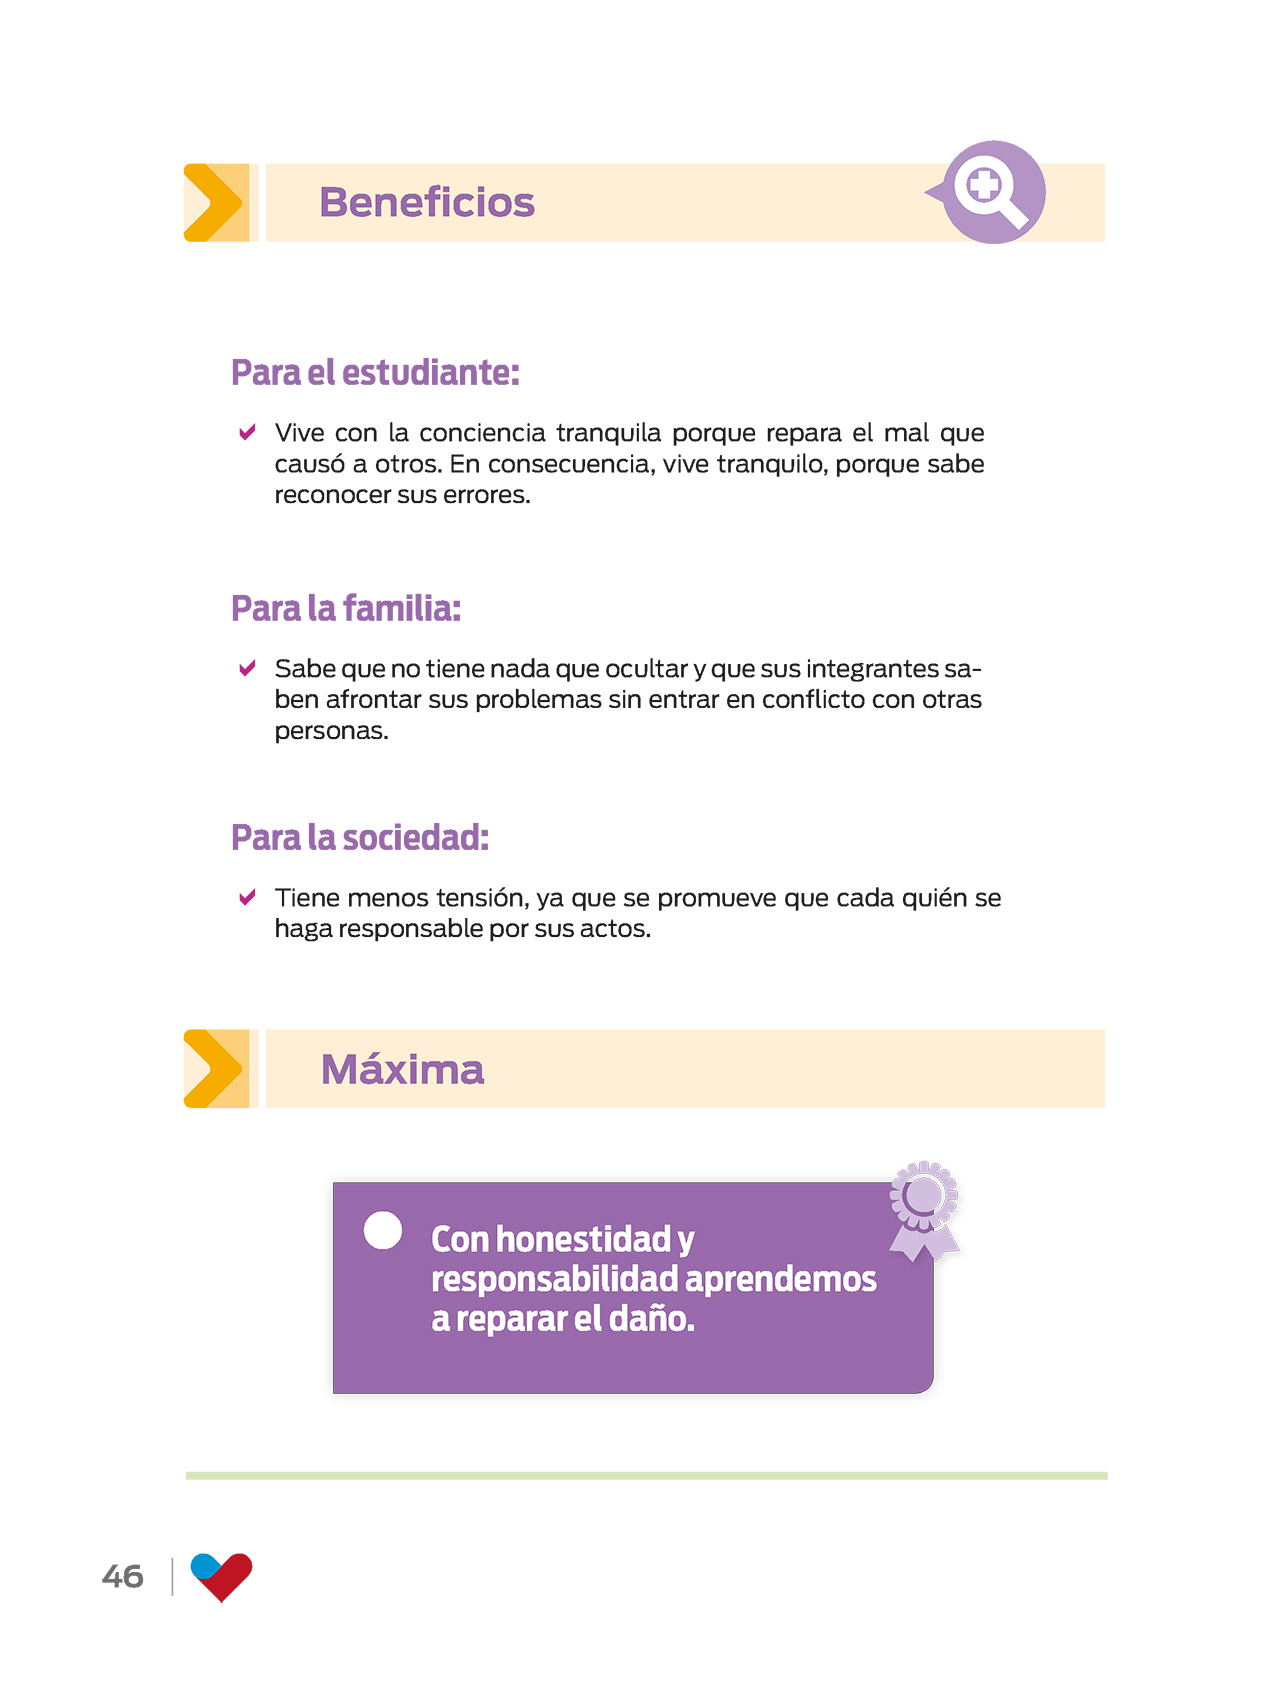 Beneficios
Para el estudiante:
Vive con la conciencia tranquila porque repara el mal que
causó a otros. En consecuencia, vive tranquilo, porque sabe
reconocer sus errores.
Para la familia:
Sabe que no tiene nada que ocultar y que sus integrantes sa-
ben afrontar sus problemas sin entrar en conflicto con otras
personas.
Para la sociedad:
Tiene menos tensión, ya que se promueve que cada quién se
haga responsable por sus actos.
Máxima
Con honestidad y
responsabilidad aprendemos
a reparar el daño.
46